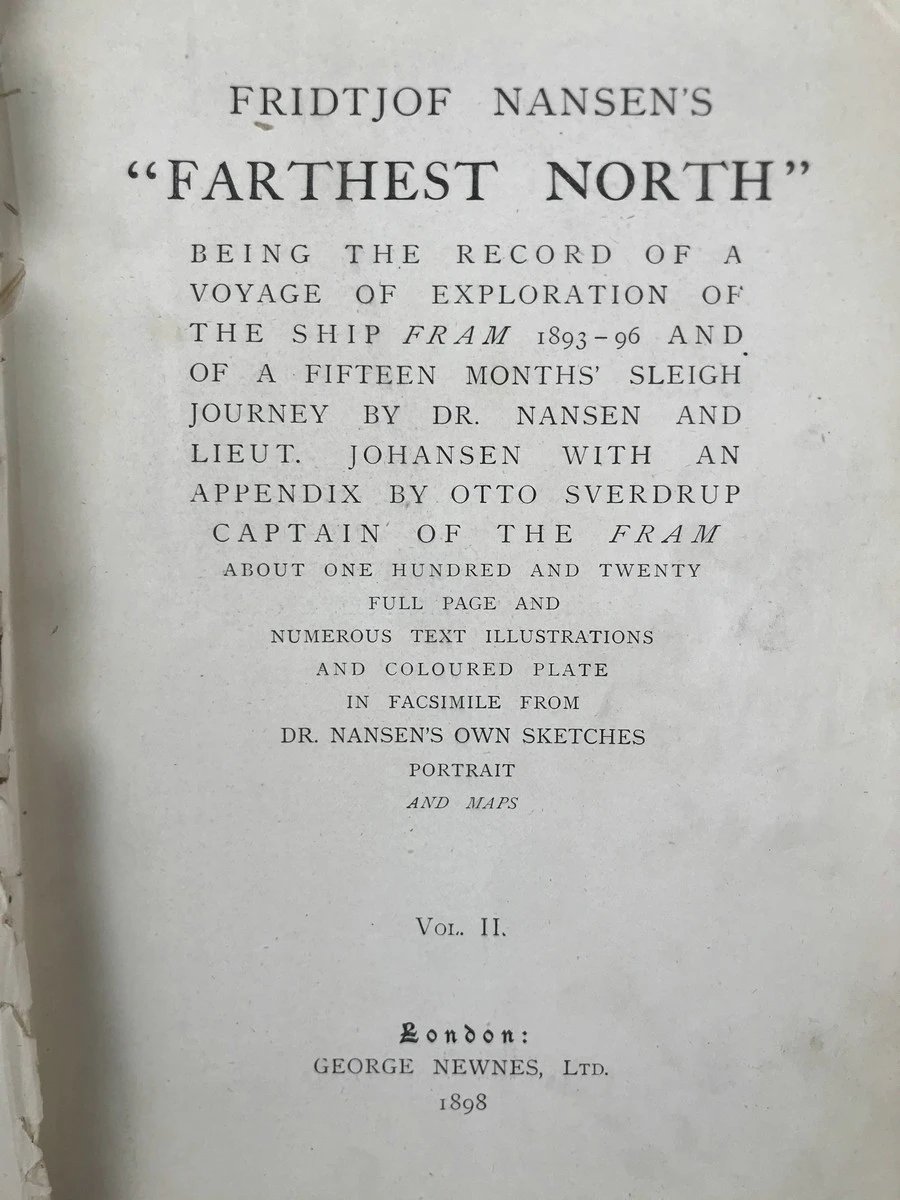 FRIDTJOF NANSEN'S
"FARTHEST NORTH"
BEING THE RECORD OF A
VOYAGE OF EXPLORATION OF
THE SHIP FRAM 1893–96 AND
OF A FIFTEEN MONTHS' SLEIGH
JOURNEY BY DR. NANSEN AND
LIEUT. JOHANSEN WITH AN
APPENDIX BY OTTO SVERDRUP
CAPTAIN OF THE FRAM
ABOUT ONE HUNDRED AND TWENTY
FULL PAGE AND
NUMEROUS TEXT ILLUSTRATIONS
AND COLOURED PLATE
IN FACSIMILE FROM
DR. NANSEN'S OWN SKETCHES
PORTRAIT
AND MAPS
VOL. II.
London:
GEORGE NEWNES, LTD.
1898